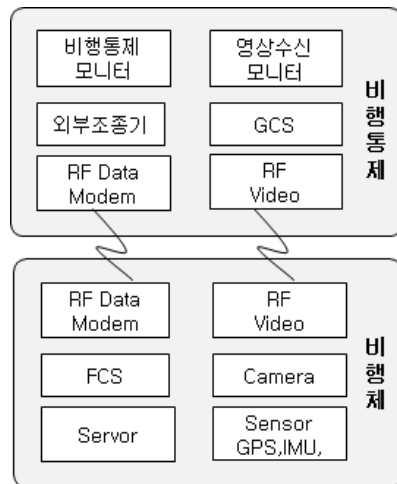 비행통제
모니터
영상수신
모니터
외부조종기
GCS
RF Data
Modem
RF
Video
비
행
통
제
RF Data
Modem
RF
Video
FCS
Camera
Servor
Sensor
GPS,IMU,
비
행
체